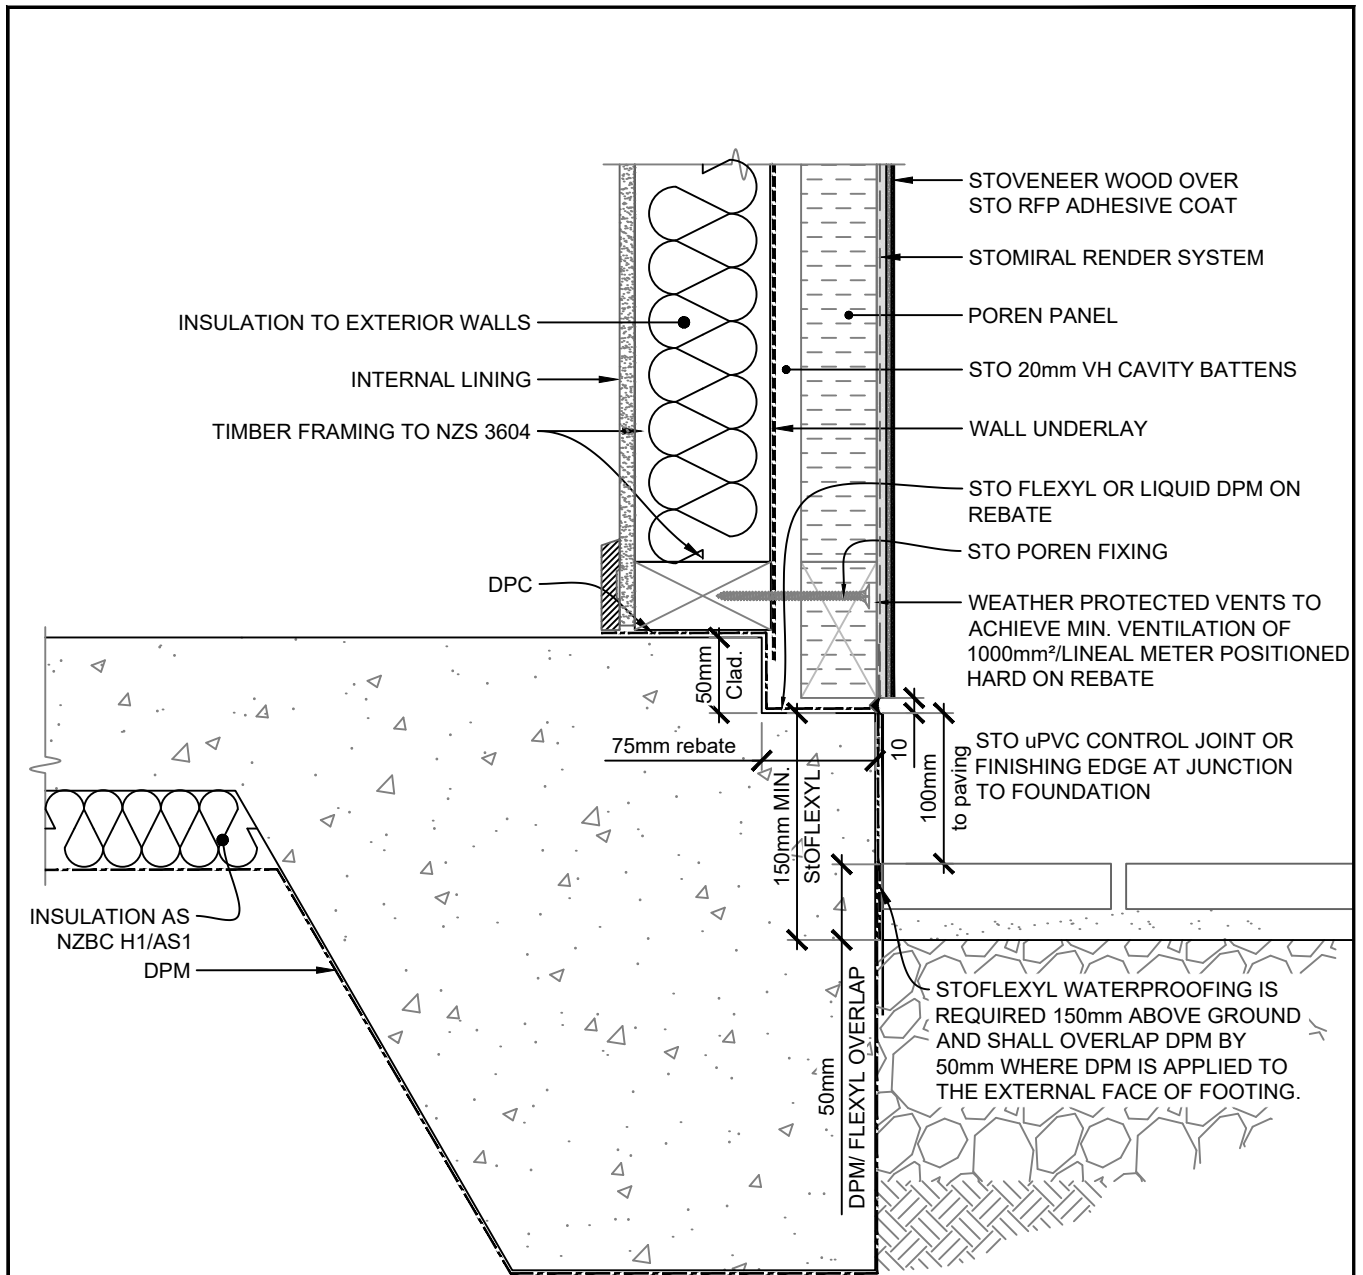 STOVENEER WOOD OVER
STO RFP ADHESIVE COAT
STOMIRAL RENDER SYSTEM
INSULATION TO EXTERIOR WALLS
POREN PANEL
INTERNAL LINING
STO 20mm VH CAVITY BATTENS
TIMBER FRAMING TO NZS 3604
WALL UNDERLAY
STO FLEXYL OR LIQUID DPM ON
REBATE
STO POREN FIXING
DPC
WEATHER PROTECTED VENTS TO
ACHIEVE MIN. VENTILATION OF
1000mm²/LINEAL METER POSITIONED
HARD ON REBATE
50mm
Clad.
75mm rebate
150mm MIN.
StOFLEXYL
10
100mm
to paving
STO uPVC CONTROL JOINT OR
FINISHING EDGE AT JUNCTION
TO FOUNDATION
INSULATION AS
NZBC H1/AS1
DPM
50mm
DPM/ FLEXYL OVERLAP
STOFLEXYL WATERPROOFING IS
REQUIRED 150mm ABOVE GROUND
AND SHALL OVERLAP DPM BY
50mm WHERE DPM IS APPLIED TO
THE EXTERNAL FACE OF FOOTING.